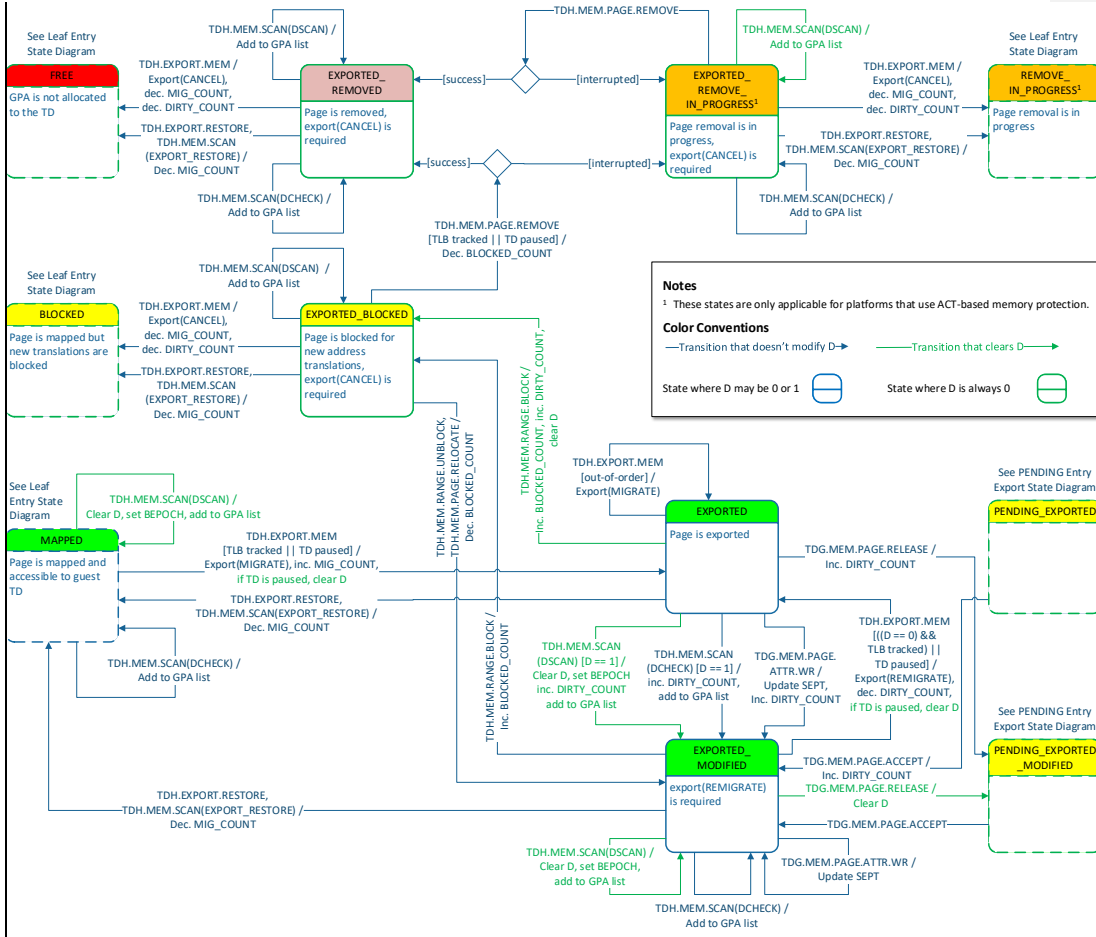 TDH.MEM.SCAN(DSCAN) /
Add to GPA list
TDH.MEM.PAGE.REMOVE
TDH.MEM.SCAN(DSCAN) /
Add to GPA list
See Leaf Entry
State Diagram
FREE
GPA is not allocated
to the TD
TDH.EXPORT.MEM /
Export(CANCEL),
dec. MIG_COUNT,
dec. DIRTY_COUNT
TDH.EXPORT.RESTORE,
TDH.MEM.SCAN
(EXPORT_RESTORE) /
Dec. MIG_COUNT
EXPORTED_
REMOVED
Page is removed,
export(CANCEL) is
required
[success]
[interrupted]
[success]
[interrupted]
EXPORTED_
REMOVE_
IN_PROGRESS¹
Page removal is in
progress,
export(CANCEL) is
required
TDH.EXPORT.MEM /
Export(CANCEL),
dec. MIG_COUNT,
dec. DIRTY_COUNT
TDH.EXPORT.RESTORE,
TDH.MEM.SCAN(EXPORT_RESTORE) /
Dec. MIG_COUNT
See Leaf Entry
State Diagram
REMOVE_
IN_PROGRESS¹
Page removal is in
progress
TDH.MEM.SCAN(DCHECK) /
Add to GPA list
TDH.MEM.SCAN(DCHECK) /
Add to GPA list
TDH.MEM.PAGE.REMOVE
[TLB tracked || TD paused] /
Dec. BLOCKED_COUNT
TDH.MEM.SCAN(DSCAN) /
Add to GPA list
See Leaf Entry
State Diagram
BLOCKED
Page is mapped but
new translations are
blocked
TDH.EXPORT.MEM /
Export(CANCEL),
dec. MIG_COUNT,
dec. DIRTY_COUNT
TDH.EXPORT.RESTORE,
TDH.MEM.SCAN
(EXPORT_RESTORE) /
Dec. MIG_COUNT
EXPORTED_BLOCKED
Page is blocked for
new address
translations,
export(CANCEL) is
required
Notes
¹ These states are only applicable for platforms that use ACT-based memory protection.
Color Conventions
Transition that doesn't modify D
Transition that clears D
State where D may be 0 or 1
State where D is always 0
TDH.MEM.RANGE.BLOCK /
Inc. BLOCKED_COUNT, inc. DIRTY_COUNT,
clear D
TDH.MEM.RANGE.UNBLOCK,
TDH.MEM.PAGE.RELOCATE /
Dec. BLOCKED_COUNT
TDH.MEM.RANGE.BLOCK /
Inc. BLOCKED_COUNT
TDH.EXPORT.MEM
[out-of-order] /
Export(MIGRATE)
EXPORTED
Page is exported
See PENDING Entry
Export State Diagram
PENDING_EXPORTED
See Leaf
Entry State
Diagram
TDH.MEM.SCAN(DSCAN) /
Clear D, set BEPOCH, add to GPA list
MAPPED
Page is mapped and
accessible to guest
TD
TDH.EXPORT.MEM
[TLB tracked || TD paused] /
Export(MIGRATE), inc. MIG_COUNT,
if TD is paused, clear D
TDH.EXPORT.RESTORE,
TDH.MEM.SCAN(EXPORT_RESTORE) /
Dec. MIG_COUNT
TDH.MEM.SCAN(DCHECK) /
Add to GPA list
TDG.MEM.PAGE.RELEASE /
Inc. DIRTY_COUNT
TDH.MEM.SCAN
(DSCAN) [D == 1] /
Clear D, set BEPOCH
inc. DIRTY_COUNT
add to GPA list
TDH.MEM.SCAN
(DCHECK) [D == 1] /
inc. DIRTY_COUNT,
add to GPA list
TDG.MEM.PAGE.
ATTR.WR /
Update SEPT,
Inc. DIRTY_COUNT
TDH.EXPORT.MEM
[((D == 0) &&
TLB tracked) ||
TD paused] /
Export(REMIGRATE),
dec. DIRTY_COUNT,
if TD is paused, clear D
See PENDING Entry
Export State Diagram
PENDING_EXPORTED
_MODIFIED
EXPORTED_
MODIFIED
export(REMIGRATE)
is required
TDG.MEM.PAGE.ACCEPT /
Inc. DIRTY_COUNT
TDG.MEM.PAGE.RELEASE /
Clear D
TDG.MEM.PAGE.ACCEPT
TDH.EXPORT.RESTORE,
TDH.MEM.SCAN(EXPORT_RESTORE) /
Dec. MIG_COUNT
TDH.MEM.SCAN(DSCAN) /
Clear D, set BEPOCH,
add to GPA list
TDG.MEM.PAGE.ATTR.WR /
Update SEPT
TDH.MEM.SCAN(DCHECK) /
Add to GPA list